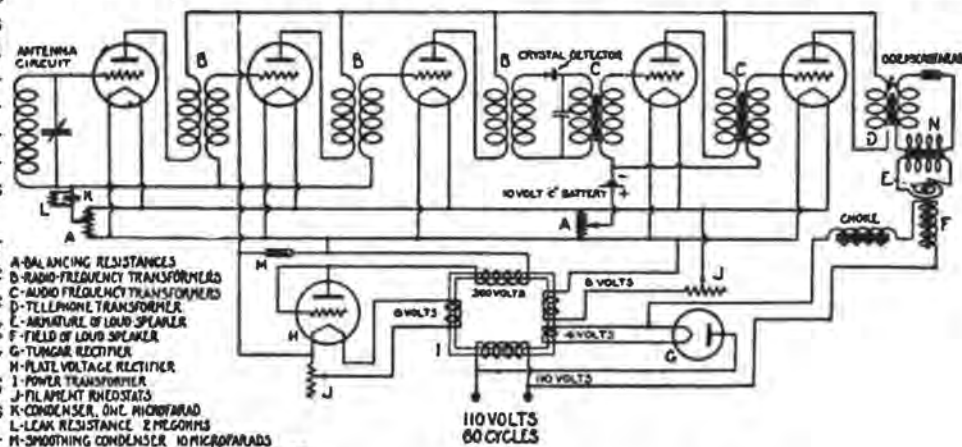 ANTENNA
CIRCUIT
B
B
B
CRYSTAL DETECTOR
C
C
D
N
E
F
L
K
A
10 VOLT "C" BATTERY
-
+
A
CHOKE
M
300 VOLTS
8 VOLTS
J
H
I
4 VOLTS
G
J
110 VOLTS
110 VOLTS
60 CYCLES
A-BALANCING RESISTANCES
B-RADIO-FREQUENCY TRANSFORMERS
C-AUDIO FREQUENCY TRANSFORMERS
D-TELEPHONE TRANSFORMER
E-ARMATURE OF LOUD SPEAKER
F-FIELD OF LOUD SPEAKER
G-TUNGAR RECTIFIER
H-PLATE VOLTAGE RECTIFIER
I-POWER TRANSFORMER
J-FILAMENT RHEOSTATS
K-CONDENSER, ONE MICROFARAD
L-LEAK RESISTANCE 2 MEGOHMS
M-SMOOTHING CONDENSER 10 MICROFARADS